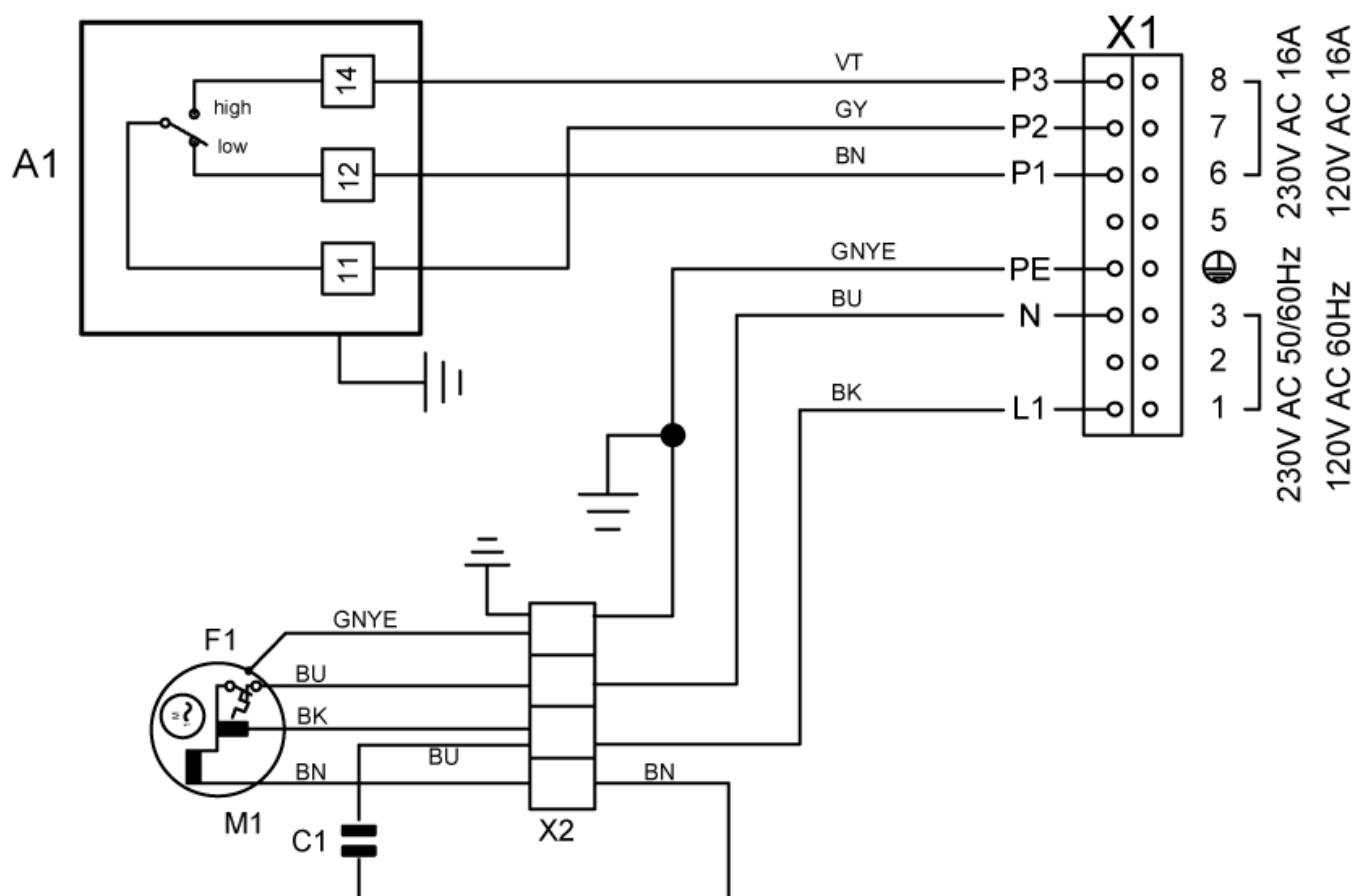 X1
A1
high
low
14
12
11
VT
GY
BN
GNYE
BU
BK
P3
P2
P1
PE
N
L1
8
7
6
5
3
2
1
230V AC 16A
120V AC 16A
230V AC 50/60Hz
120V AC 60Hz
F1
GNYE
BU
BK
BU
BN
BN
M1
C1
X2